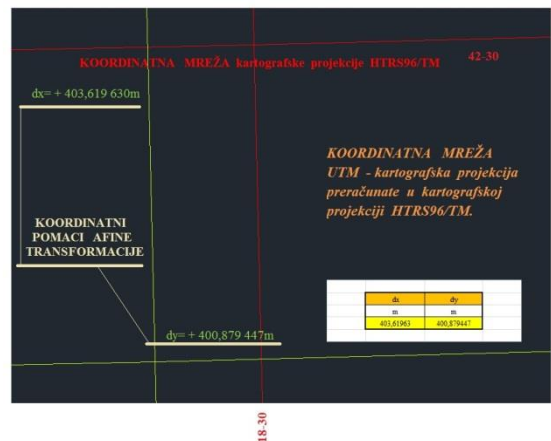 KOORDINATNA MREŽA kartografske projekcije HTRS96/TM
42-30
dx= + 403,619 630m
KOORDINATNA MREŽA
UTM - kartografska projekcija
preračunate u kartografskoj
projekciji HTRS96/TM.
KOORDINATNI
POMACI AFINE
TRANSFORMACIJE
dx dy
m m
403,61963 400,879447
dy= + 400,879 447m
18-30